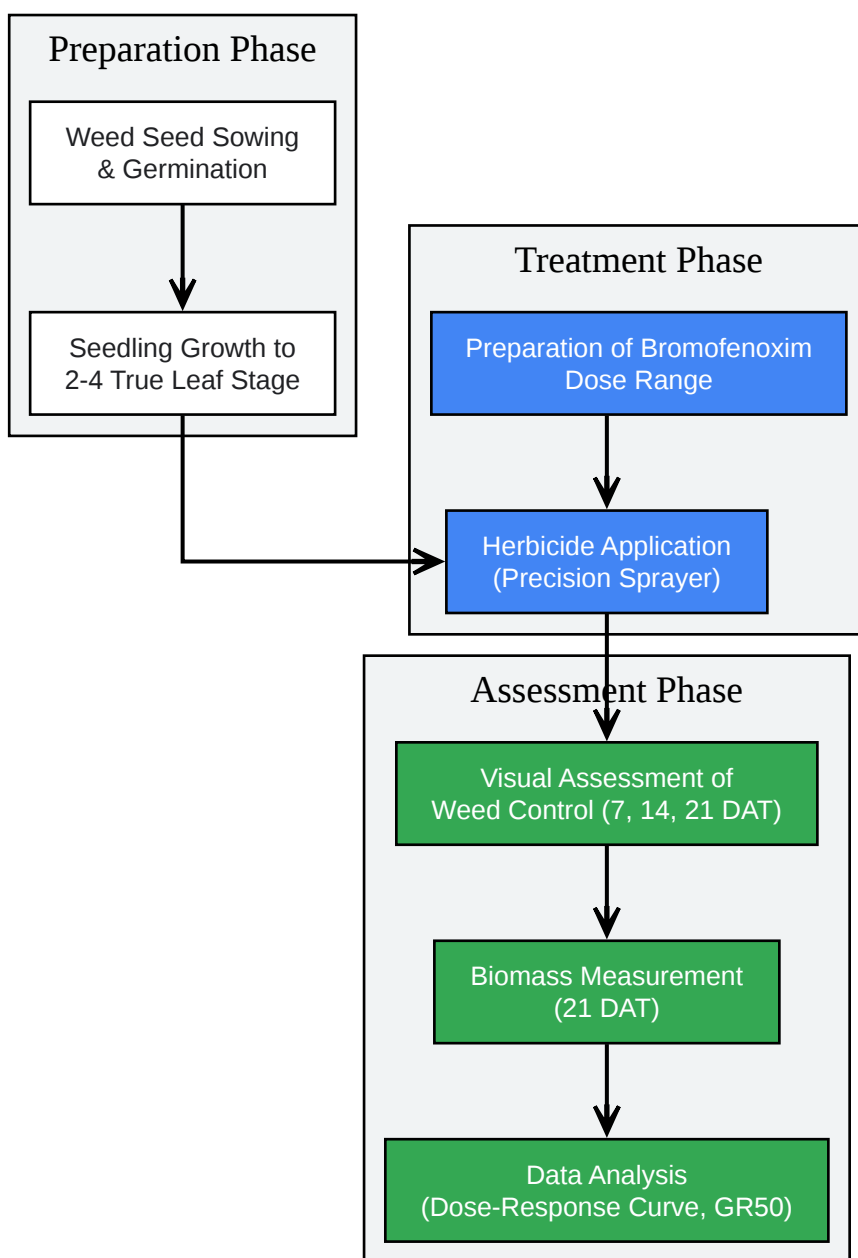 Preparation Phase
Weed Seed Sowing
& Germination
Seedling Growth to
2-4 True Leaf Stage
Treatment Phase
Preparation of Bromofenoxim
Dose Range
Herbicide Application
(Precision Sprayer)
Assessment Phase
Visual Assessment of
Weed Control (7, 14, 21 DAT)
Biomass Measurement
(21 DAT)
Data Analysis
(Dose-Response Curve, GR50)